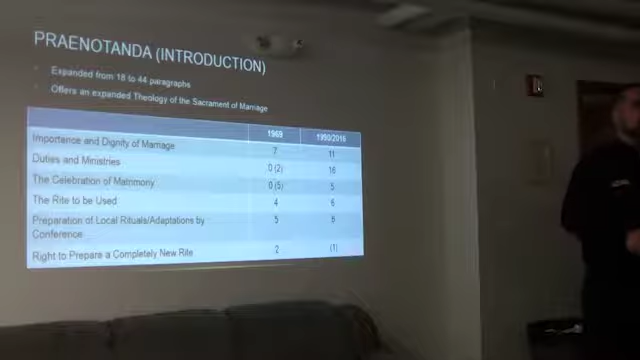 PRAENOTANDA (INTRODUCTION)
Expanded from 18 to 44 paragraphs
Offers an expanded Theology of the Sacrament of Marriage
1969 1990/2016
Importance and Dignity of Marriage 7 11
Duties and Ministries 0 (2) 16
The Celebration of Matrimony 0 (5) 5
The Rite to be Used 4 6
Preparation of Local Rituals/Adaptations by 5 6
Conference
Right to Prepare a Completely New Rite 2 (1)